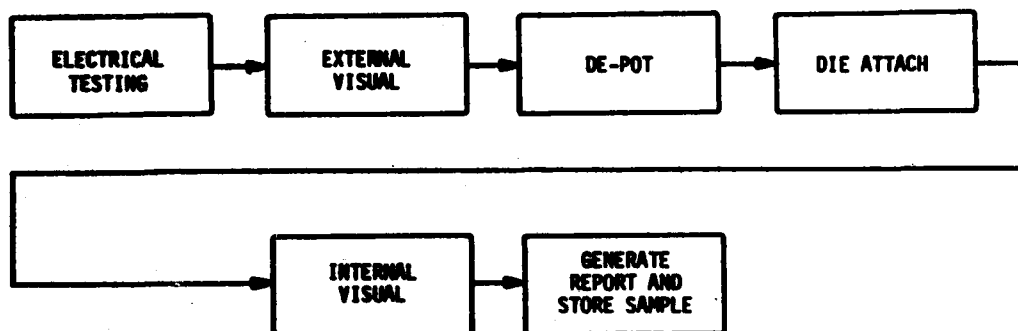 ELECTRICAL
TESTING
EXTERNAL
VISUAL
DE-POT
DIE ATTACH
INTERNAL
VISUAL
GENERATE
REPORT AND
STORE SAMPLE